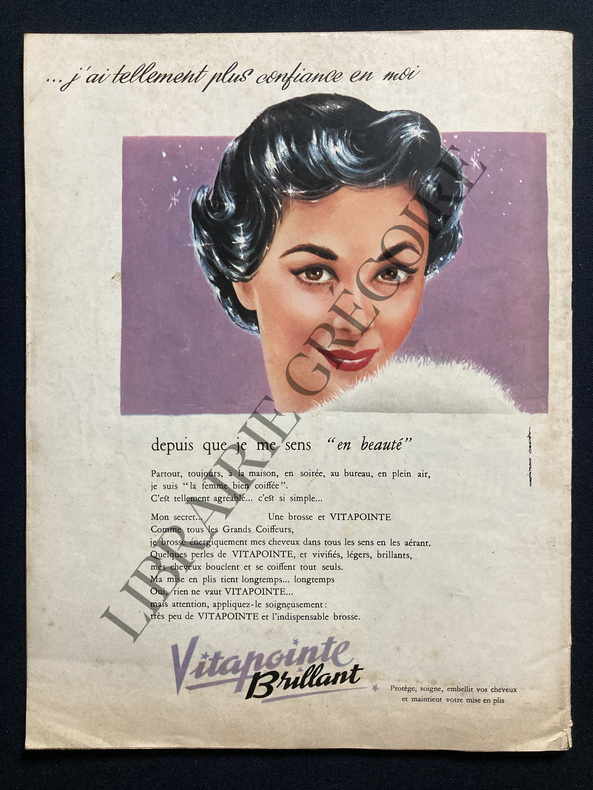 ...j'ai tellement plus confiance en moi
depuis que je me sens "en beauté"
Partout, toujours, à la maison, en soirée, au bureau, en plein air,
je suis "la femme bien coiffée".
C'est tellement agréable... c'est si simple...
Mon secret... Une brosse et VITAPOINTE
Comme tous les Grands Coiffeurs,
je brosse énergiquement mes cheveux dans tous les sens en les aérant.
Quelques perles de VITAPOINTE, et vivifiés, légers, brillants,
mes cheveux bouclent et se coiffent tout seuls.
Ma mise en plis tient longtemps... longtemps
Oui, rien ne vaut VITAPOINTE...
mais attention, appliquez-le soigneusement :
très peu de VITAPOINTE et l'indispensable brosse.
Vitapointe
Brillant
Protège, soigne, embellit vos cheveux
et maintient votre mise en plis
LIBRAIRIE GREGOIRE